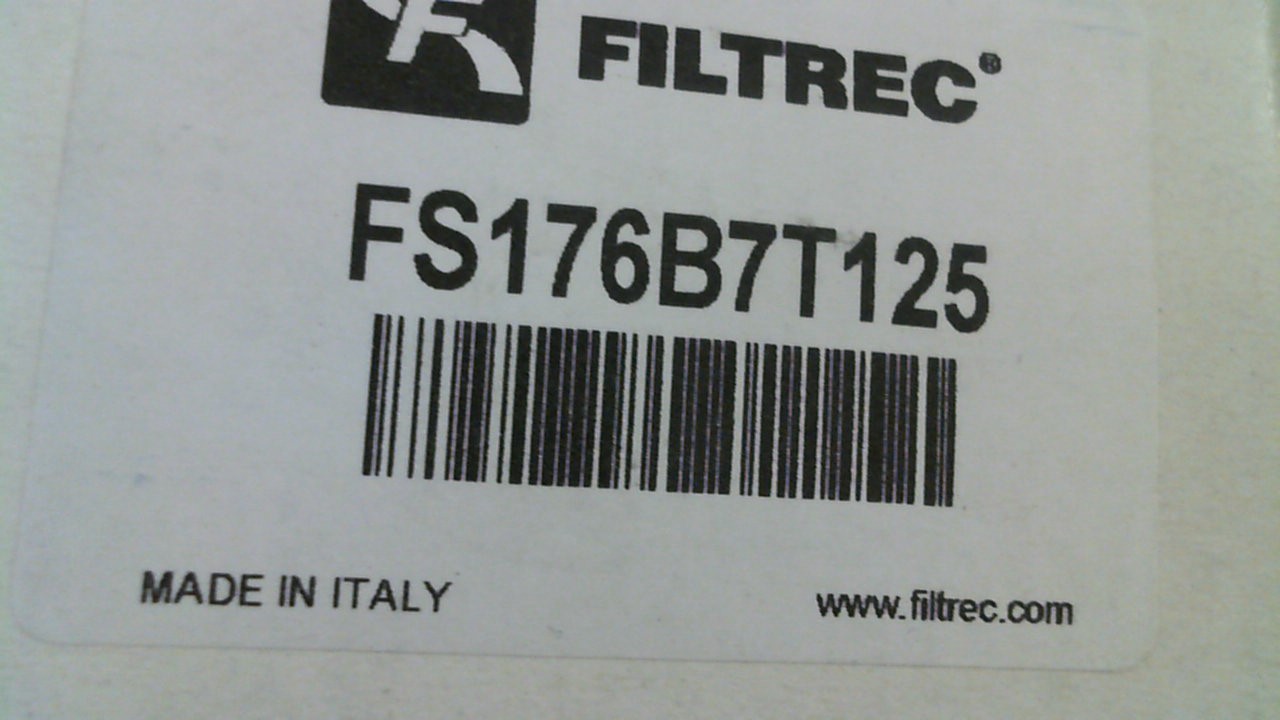 FILTREC®
FS176B7T125
MADE IN ITALY
www.filtrec.com